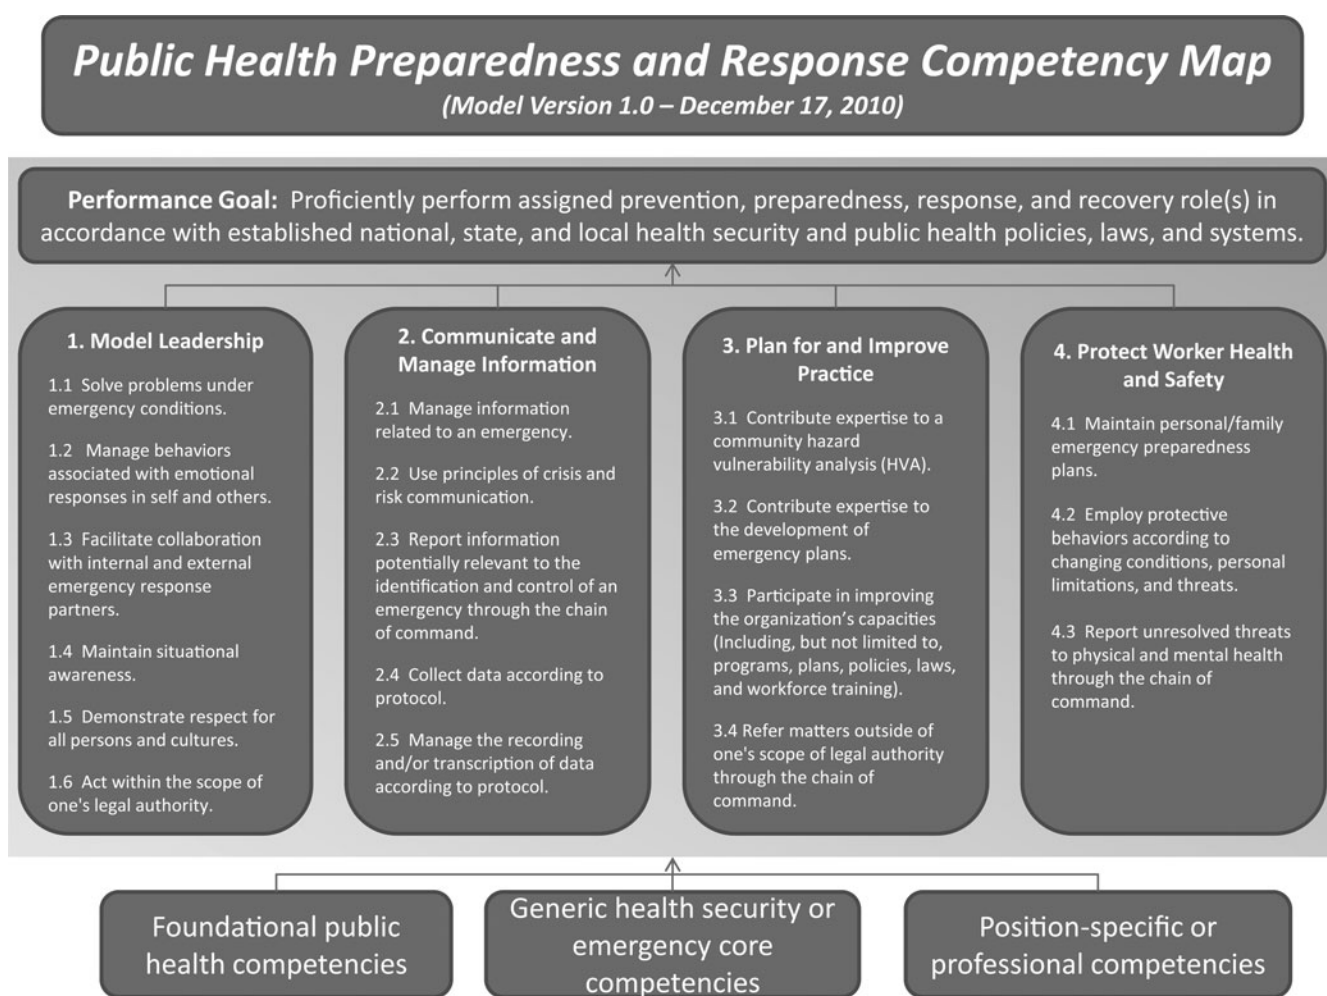 Public Health Preparedness and Response Competency Map
(Model Version 1.0 – December 17, 2010)
Performance Goal: Proficiently perform assigned prevention, preparedness, response, and recovery role(s) in
accordance with established national, state, and local health security and public health policies, laws, and systems.
1. Model Leadership
1.1 Solve problems under
emergency conditions.
1.2 Manage behaviors
associated with emotional
responses in self and others.
1.3 Facilitate collaboration
with internal and external
emergency response
partners.
1.4 Maintain situational
awareness.
1.5 Demonstrate respect for
all persons and cultures.
1.6 Act within the scope of
one's legal authority.
2. Communicate and
Manage Information
2.1 Manage information
related to an emergency.
2.2 Use principles of crisis and
risk communication.
2.3 Report information
potentially relevant to the
identification and control of an
emergency through the chain
of command.
2.4 Collect data according to
protocol.
2.5 Manage the recording
and/or transcription of data
according to protocol.
3. Plan for and Improve
Practice
3.1 Contribute expertise to a
community hazard
vulnerability analysis (HVA).
3.2 Contribute expertise to
the development of
emergency plans.
3.3 Participate in improving
the organization’s capacities
(Including, but not limited to,
programs, plans, policies, laws,
and workforce training).
3.4 Refer matters outside of
one's scope of legal authority
through the chain of
command.
4. Protect Worker Health
and Safety
4.1 Maintain personal/family
emergency preparedness
plans.
4.2 Employ protective
behaviors according to
changing conditions, personal
limitations, and threats.
4.3 Report unresolved threats
to physical and mental health
through the chain of
command.
Foundational public
health competencies
Generic health security or
emergency core
competencies
Position-specific or
professional competencies